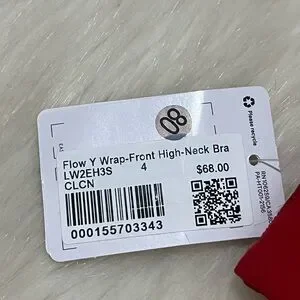 08
Please recycle
Flow Y Wrap-Front High-Neck Bra
LW2EH3S 4 $68.00
CLCN
000155703343